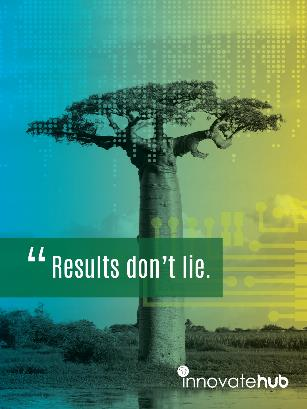 “Results don’t lie.
innovatehub